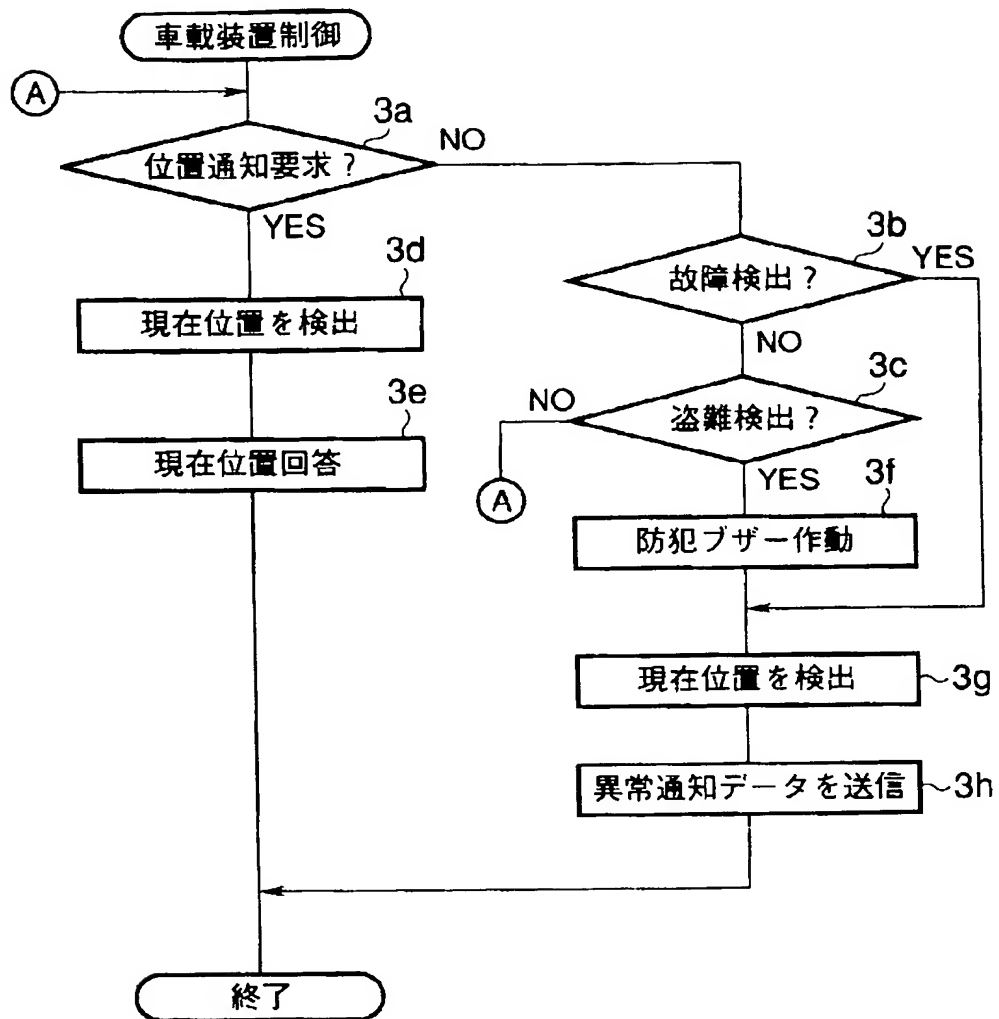 車載装置制御
A
3a
位置通知要求?
NO
YES
3b
故障検出?
YES
NO
3d
現在位置を検出
3c
盗難検出?
NO
YES
A
3e
現在位置回答
3f
防犯ブザー作動
現在位置を検出
3g
異常通知データを送信
3h
終了